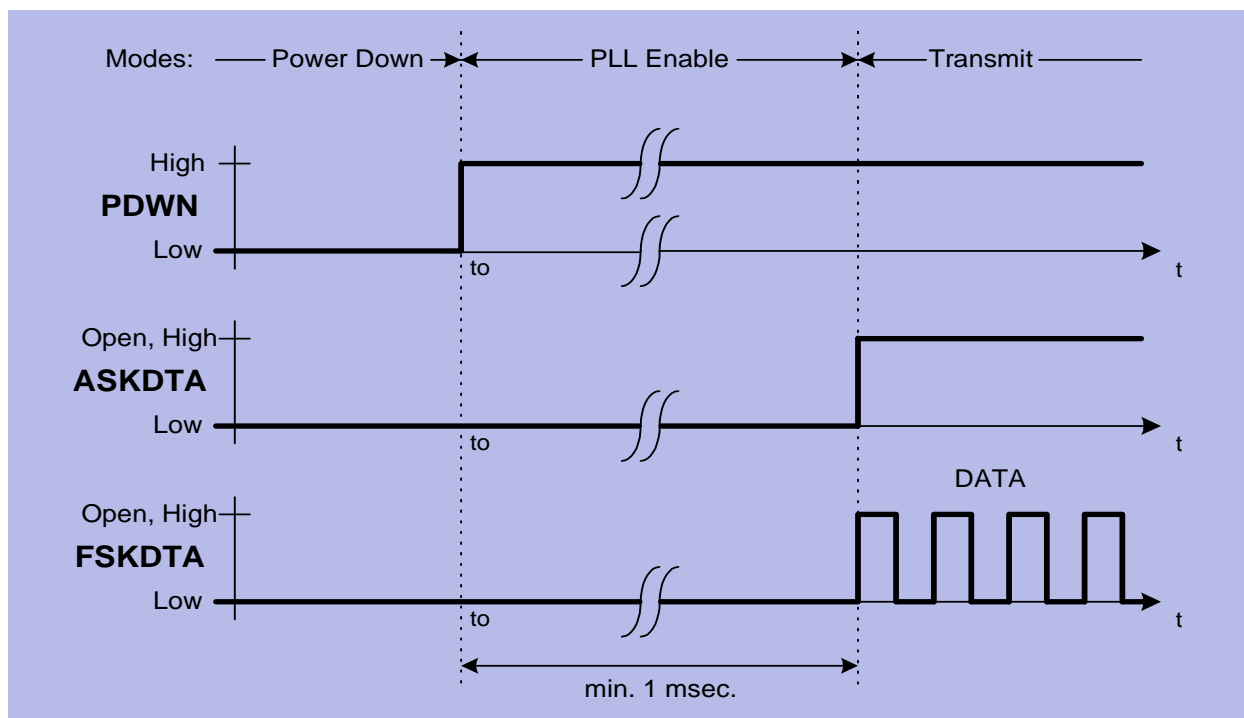 Modes: Power Down PLL Enable Transmit
High
PDWN
Low
to
t
Open, High
ASKDTA
Low
to
t
DATA
Open, High
FSKDTA
Low
to
t
min. 1 msec.